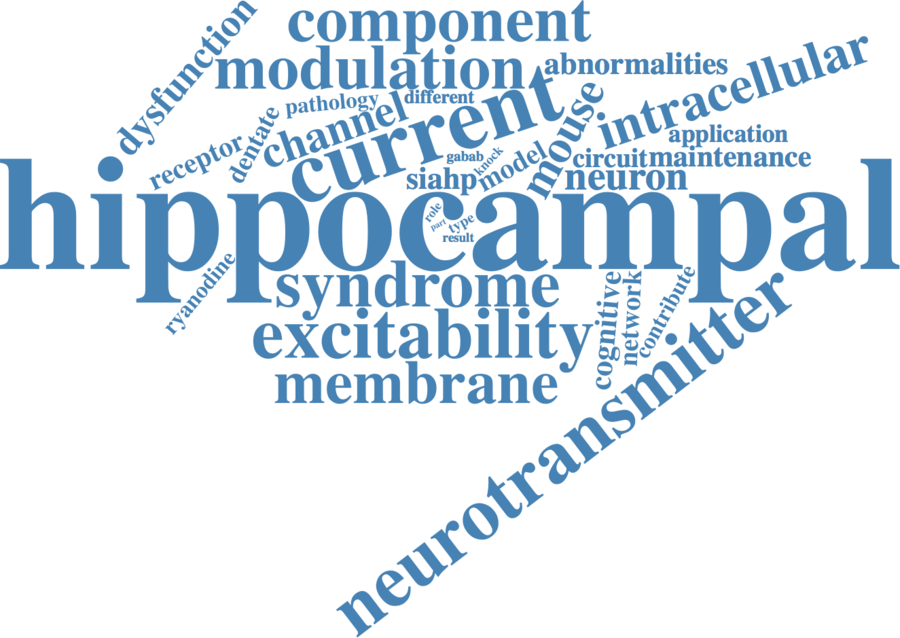 component
dysfunction
modulation
abnormalities
intracellular
pathology
different
channel
current
mouse
application
dentate
receptor
gabab
knock
model
circuit
maintenance
siahp
neuron
hippocampal
role
part
type
result
ryanodine
syndrome
cognitive
network
contribute
excitability
membrane
neurotransmitter